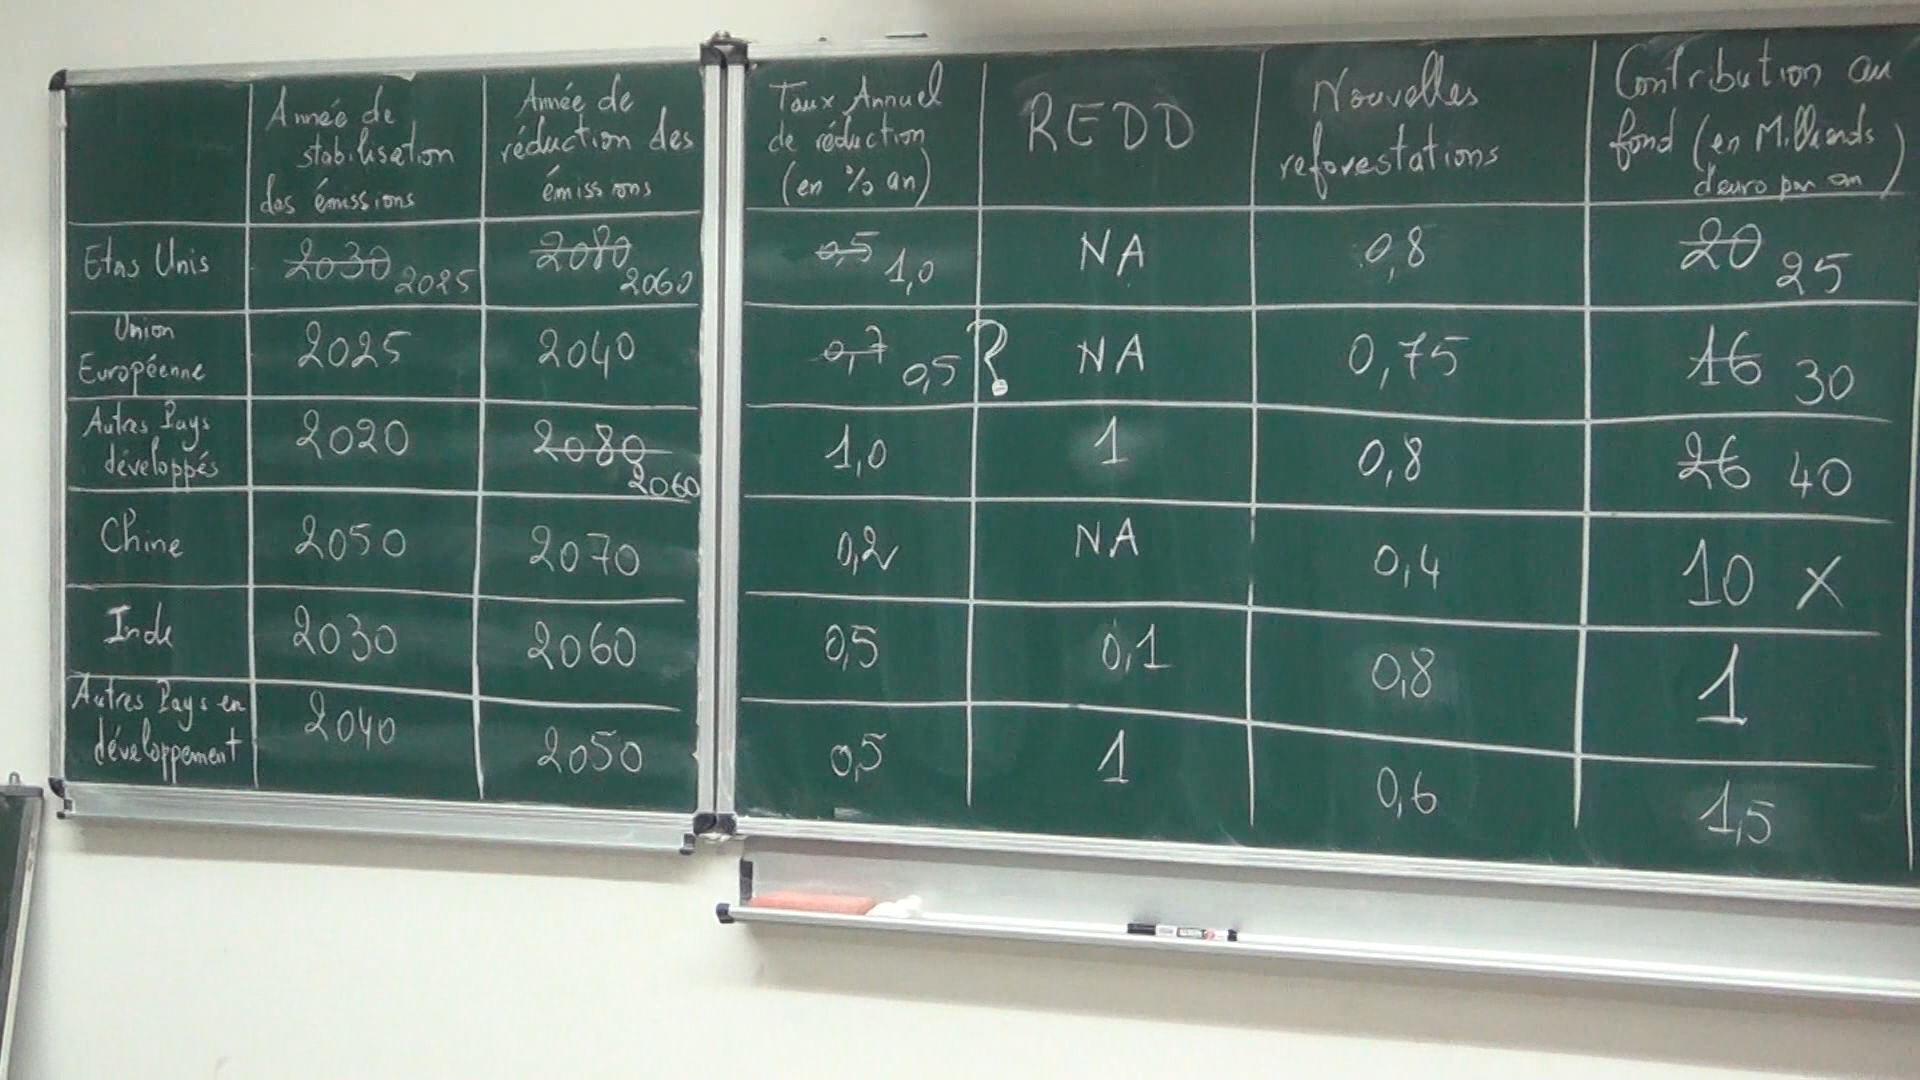 Année de
stabilisation
des émissions
Année de
réduction des
émissions
Taux Annuel
de réduction
(en % an)
REDD
Nouvelles
reforestations
Contribution au
fond (en Milliards
d'euro par an)
Etas Unis
2030 2025
2080
2060
0,5 1,0
NA
0,8
20 25
Union
Européenne
2025
2040
0,7 0,5 ?
NA
0,75
16 30
Autres Pays
développés
2020
2080
2060
1,0
1
0,8
26 40
Chine
2050
2070
0,2
NA
0,4
10 X
Inde
2030
2060
0,5
0,1
0,8
1
Autres Pays en
développement
2040
2050
0,5
1
0,6
1,5